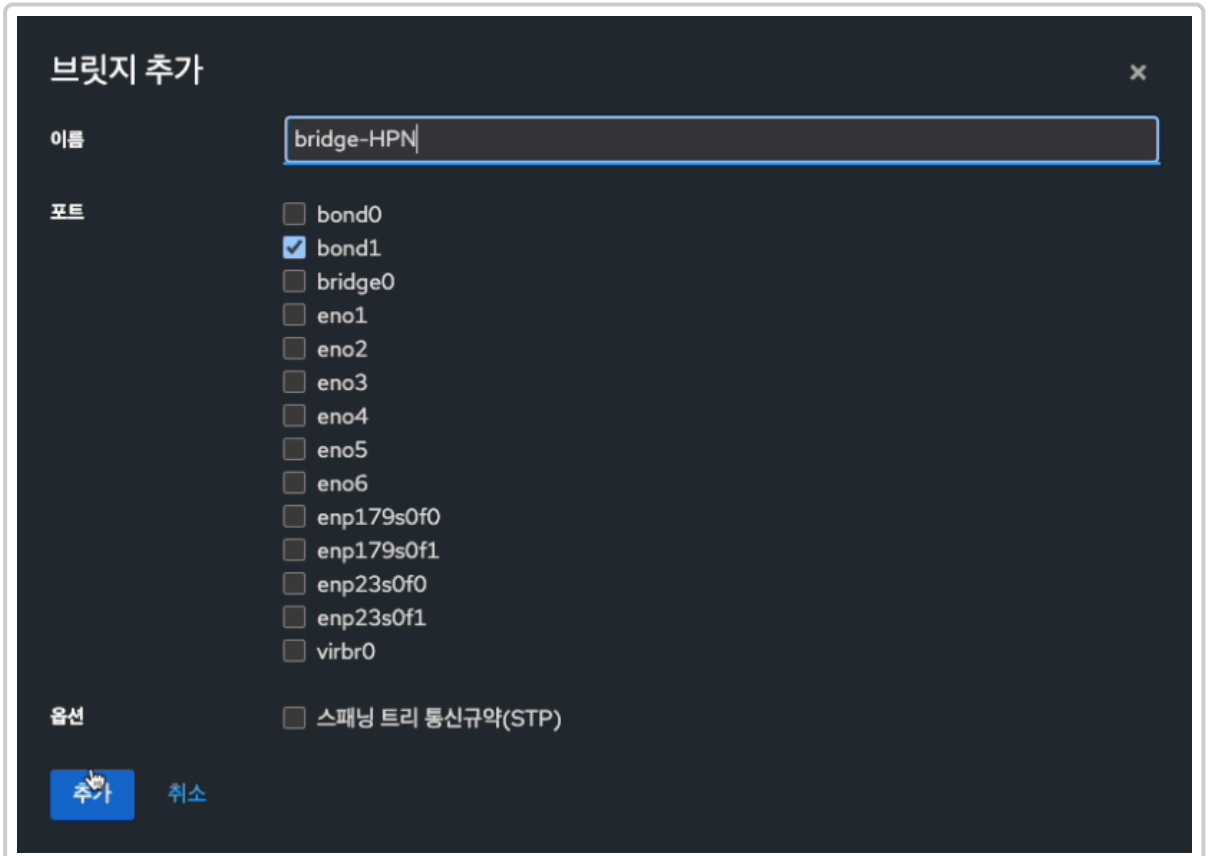 브릿지 추가
이름 bridge-HPN
포트 bond0
bond1
bridge0
eno1
eno2
eno3
eno4
eno5
eno6
enp179s0f0
enp179s0f1
enp23s0f0
enp23s0f1
virbr0
옵션 스패닝 트리 통신규약(STP)
추가 취소